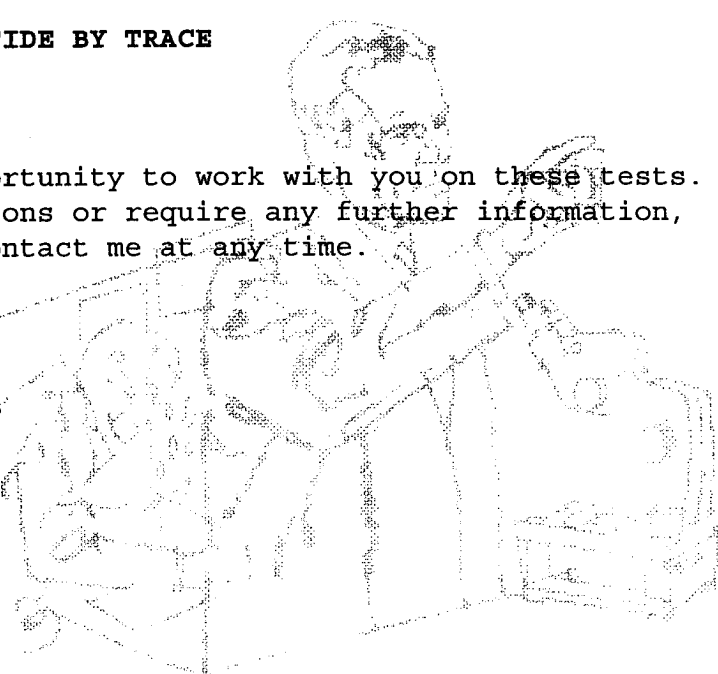 IDE BY TRACE
rtunity to work with you on these tests.
ons or require any further information,
ntact me at any time.